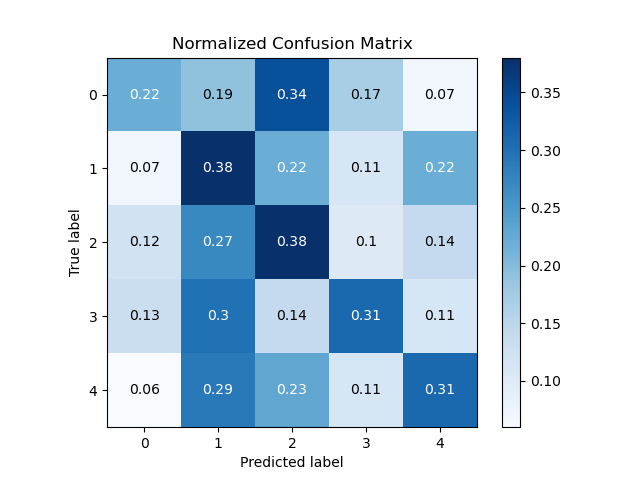 Normalized Confusion Matrix
True label
0 0.22 0.19 0.34 0.17 0.07
1 0.07 0.38 0.22 0.11 0.22
2 0.12 0.27 0.38 0.1 0.14
3 0.13 0.3 0.14 0.31 0.11
4 0.06 0.29 0.23 0.11 0.31
0 1 2 3 4
Predicted label
0.35
0.30
0.25
0.20
0.15
0.10